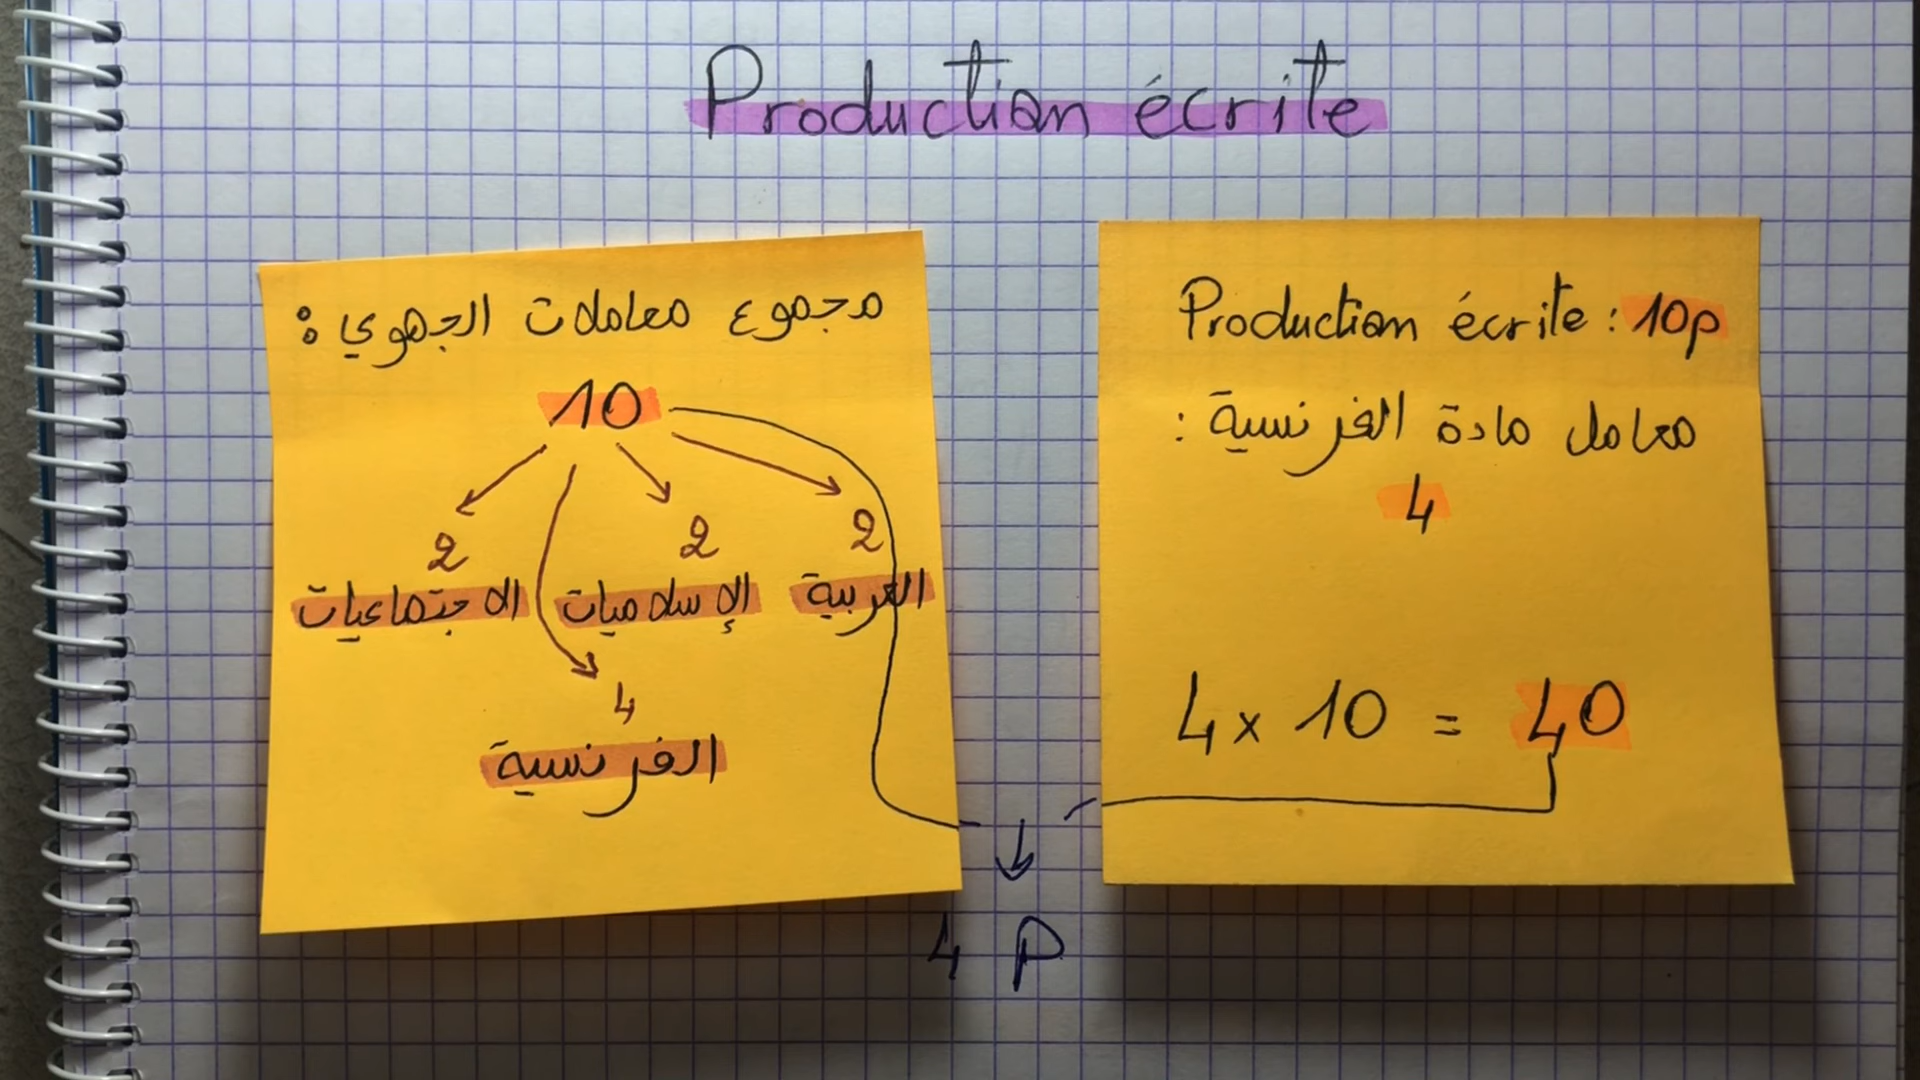 Production écrite
مجموع معاملات الجهوي :
10
2 2 2
العربية الإسلاميات الاجتماعيات
4
الفرنسية
Production écrite : 10p
معامل مادة الفرنسية :
4
4 x 10 = 40
4 P